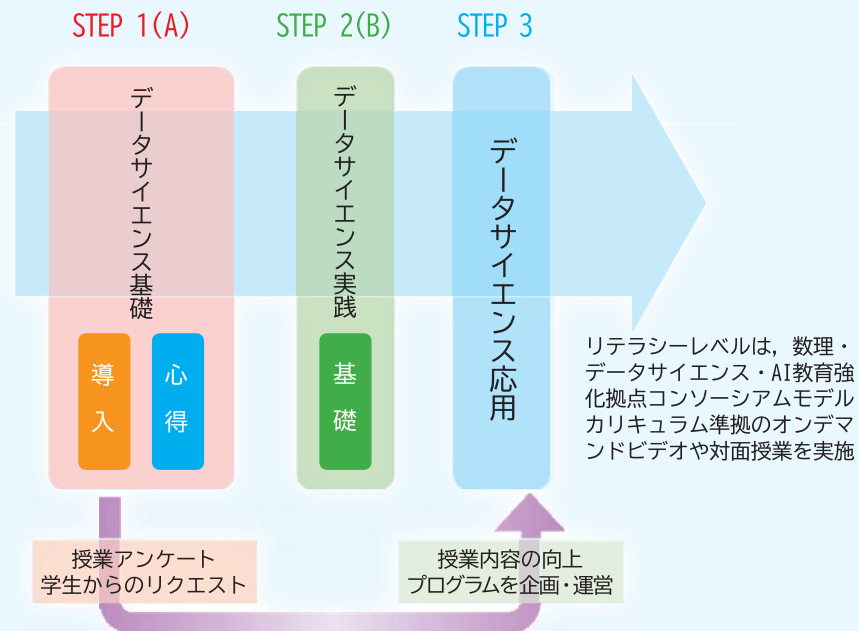 STEP 1(A)
STEP 2(B)
STEP 3
データサイエンス基礎
導入
心得
データサイエンス実践
基礎
データサイエンス応用
リテラシーレベルは，数理・
データサイエンス・AI教育強
化拠点コンソーシアムモデル
カリキュラム準拠のオンデマ
ンドビデオや対面授業を実施
授業アンケート
学生からのリクエスト
授業内容の向上
プログラムを企画・運営